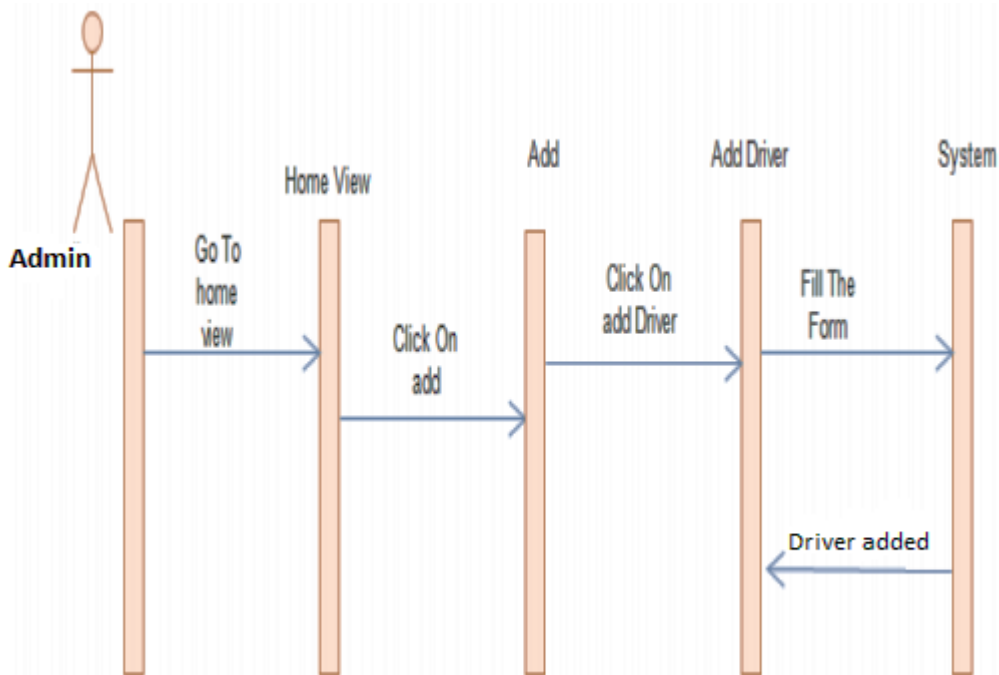 Add
Add Driver
System
Home View
Admin
Go To
home
view
Click On
add
Click On
add Driver
Fill The
Form
Driver added